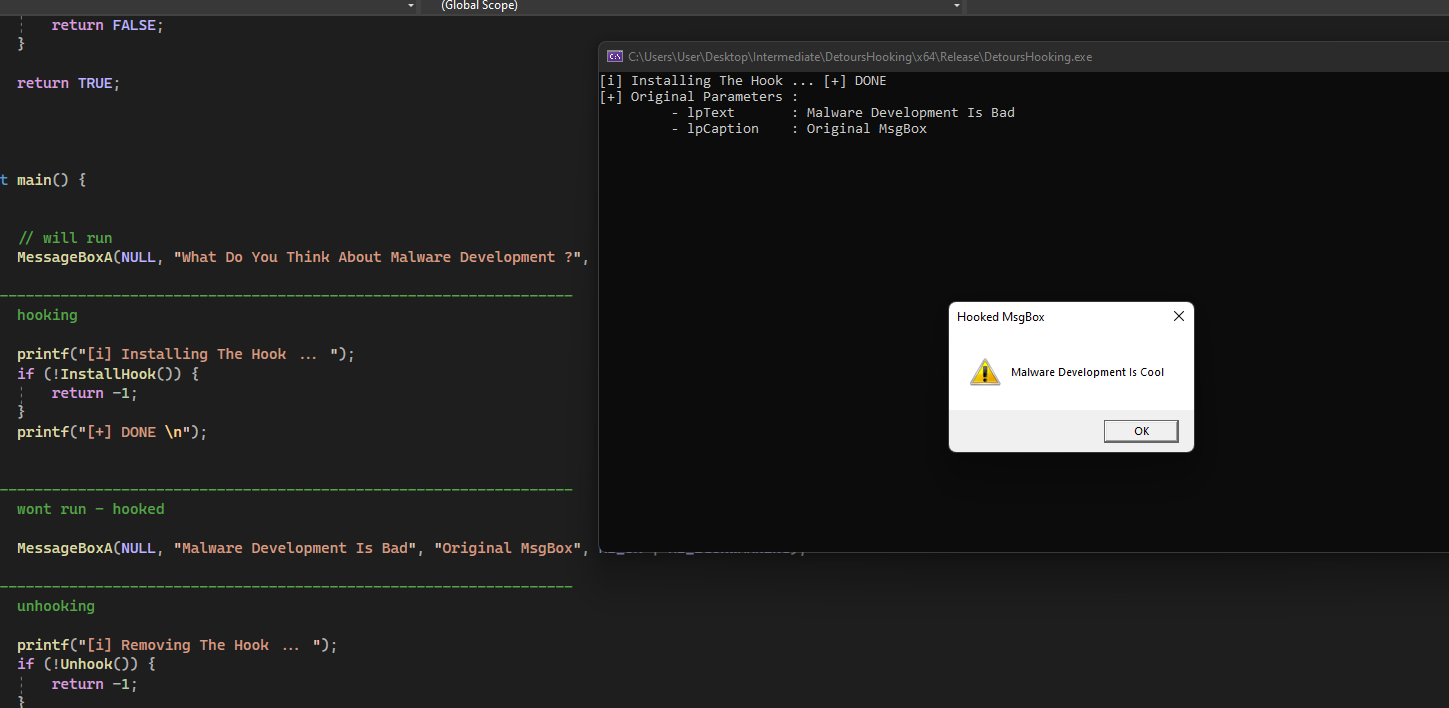 (Global Scope)
return FALSE;
}
return TRUE;
t main() {
// will run
MessageBoxA(NULL, "What Do You Think About Malware Development ?",
------------------------------------------------------------------
hooking
printf("[i] Installing The Hook ... ");
if (!InstallHook()) {
return -1;
}
printf("[+] DONE \n");
------------------------------------------------------------------
wont run - hooked
MessageBoxA(NULL, "Malware Development Is Bad", "Original MsgBox",
------------------------------------------------------------------
unhooking
printf("[i] Removing The Hook ... ");
if (!Unhook()) {
return -1;
}
C:\Users\User\Desktop\Intermediate\DetoursHooking\x64\Release\DetoursHooking.exe
[i] Installing The Hook ... [+] DONE
[+] Original Parameters :
- lpText : Malware Development Is Bad
- lpCaption : Original MsgBox
Hooked MsgBox
Malware Development Is Cool
OK